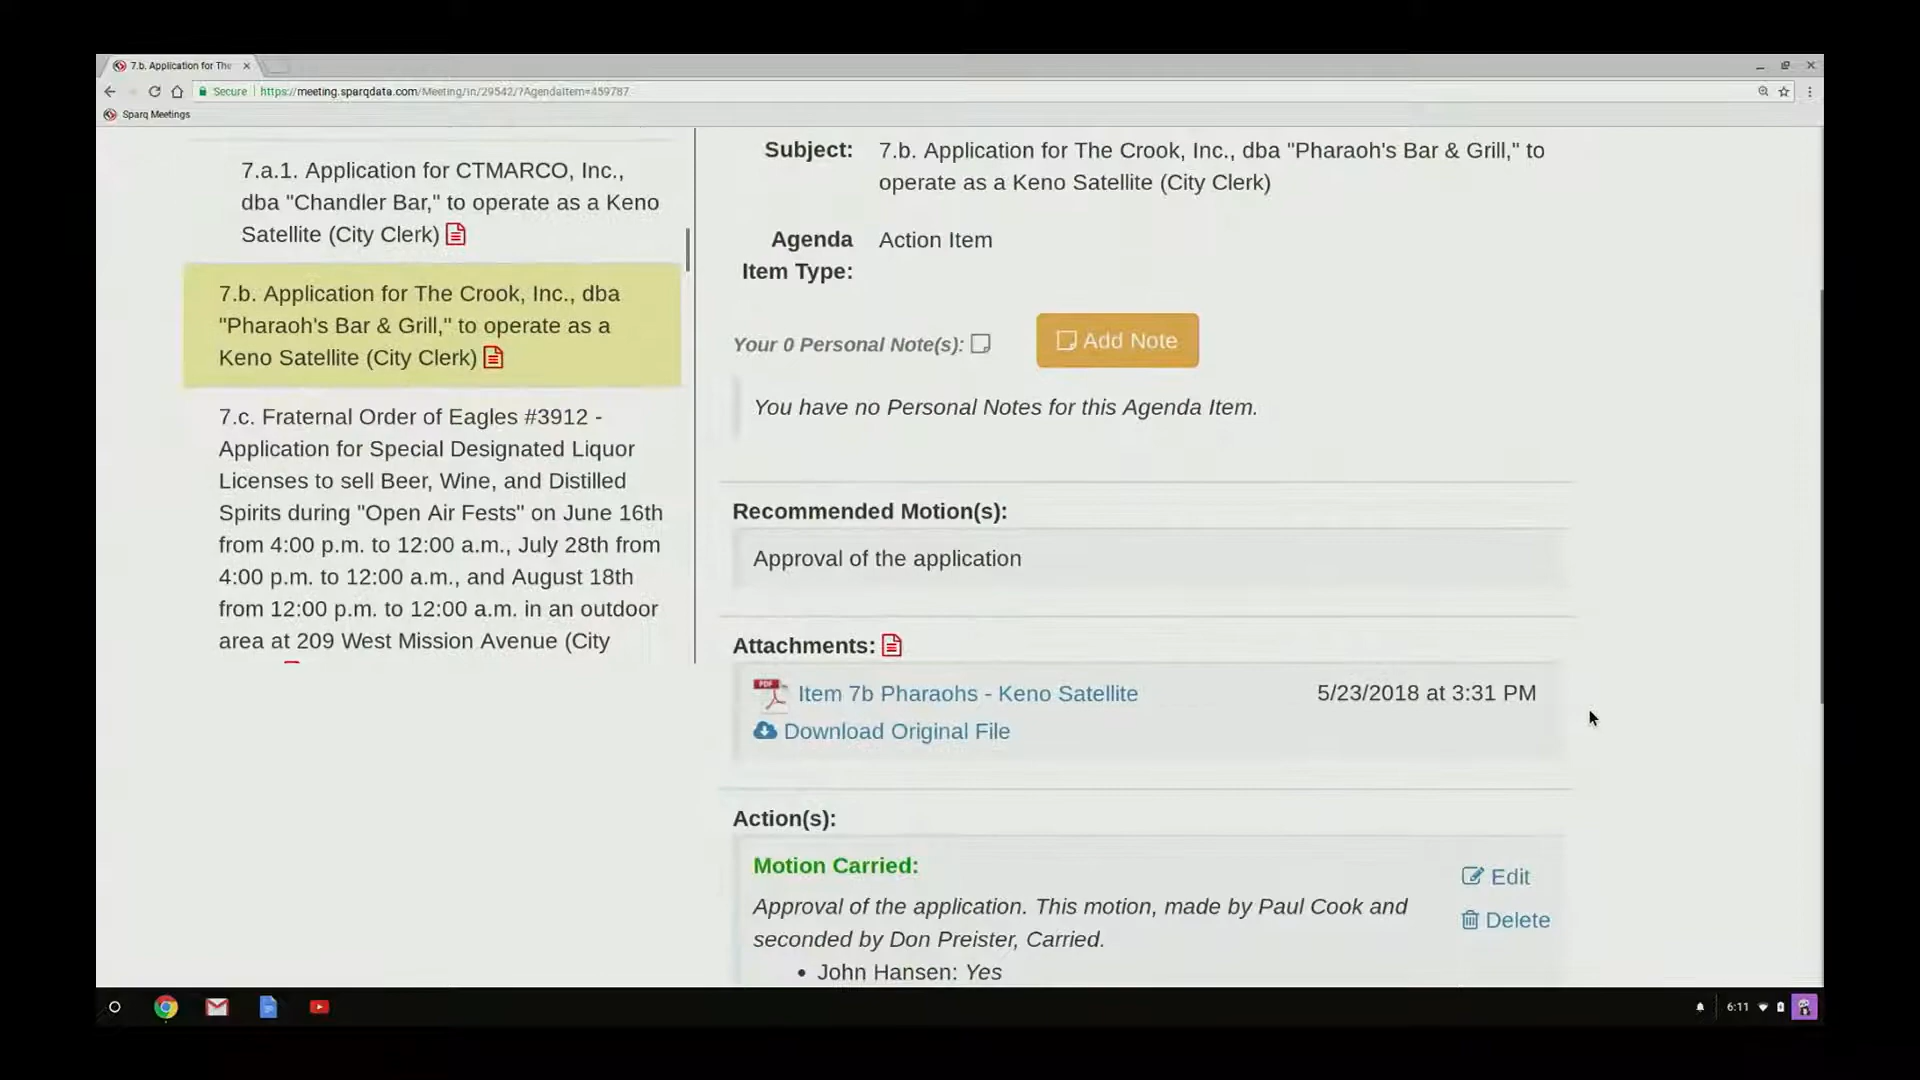 7.b. Application for The
Secure
https://meeting.sparqdata.com/Meeting/in/29542/?AgendaItem=459787
Sparq Meetings
7.a.1. Application for CTMARCO, Inc.,
dba "Chandler Bar," to operate as a Keno
Satellite (City Clerk)
7.b. Application for The Crook, Inc., dba
"Pharaoh's Bar & Grill," to operate as a
Keno Satellite (City Clerk)
7.c. Fraternal Order of Eagles #3912 -
Application for Special Designated Liquor
Licenses to sell Beer, Wine, and Distilled
Spirits during "Open Air Fests" on June 16th
from 4:00 p.m. to 12:00 a.m., July 28th from
4:00 p.m. to 12:00 a.m., and August 18th
from 12:00 p.m. to 12:00 a.m. in an outdoor
area at 209 West Mission Avenue (City
Subject: 7.b. Application for The Crook, Inc., dba "Pharaoh's Bar & Grill," to
operate as a Keno Satellite (City Clerk)
Agenda Action Item
Item Type:
Your 0 Personal Note(s): Add Note
You have no Personal Notes for this Agenda Item.
Recommended Motion(s):
Approval of the application
Attachments:
PDF Item 7b Pharaohs - Keno Satellite 5/23/2018 at 3:31 PM
Download Original File
Action(s):
Motion Carried:
Edit
Approval of the application. This motion, made by Paul Cook and
Delete
seconded by Don Preister, Carried.
• John Hansen: Yes
6:11